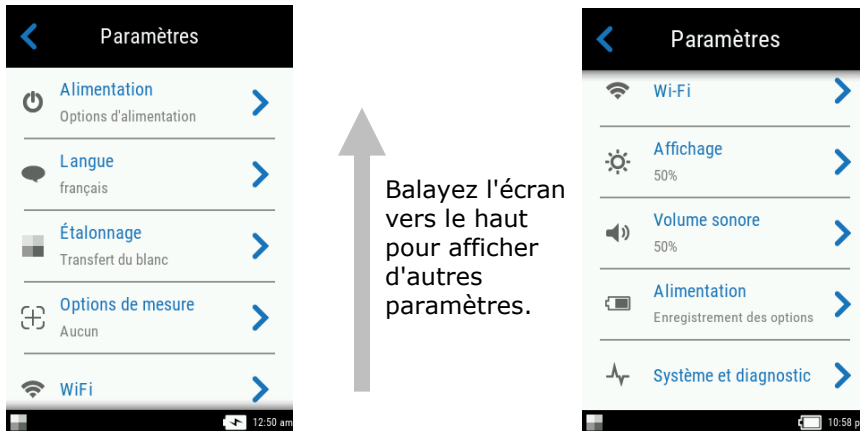 Paramètres
Alimentation
Options d'alimentation
Langue
français
Étalonnage
Transfert du blanc
Options de mesure
Aucun
WiFi
12:50 am
Balayez l'écran
vers le haut
pour afficher
d'autres
paramètres.
Paramètres
Wi-Fi
Affichage
50%
Volume sonore
50%
Alimentation
Enregistrement des options
Système et diagnostic
10:58 p